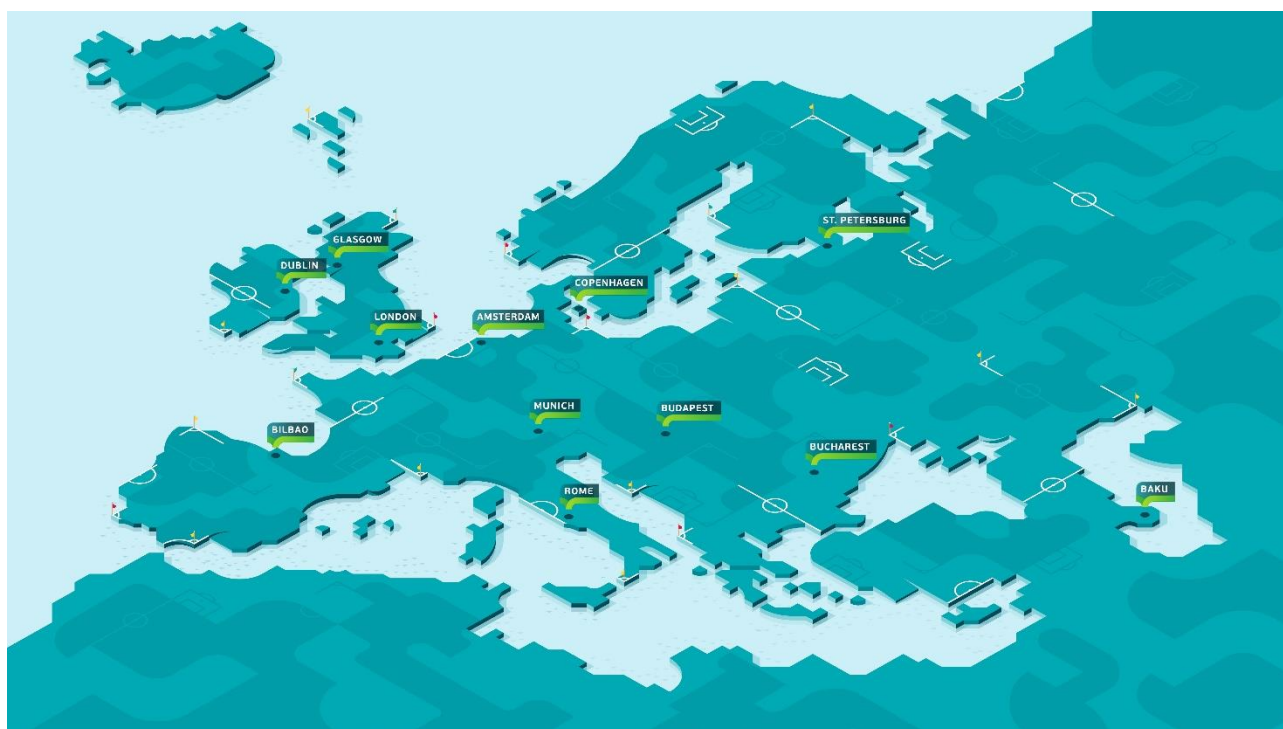 ST. PETERSBURG
GLASGOW
DUBLIN
COPENHAGEN
LONDON
AMSTERDAM
MUNICH
BUDAPEST
BILBAO
BUCHAREST
ROME
BAKU